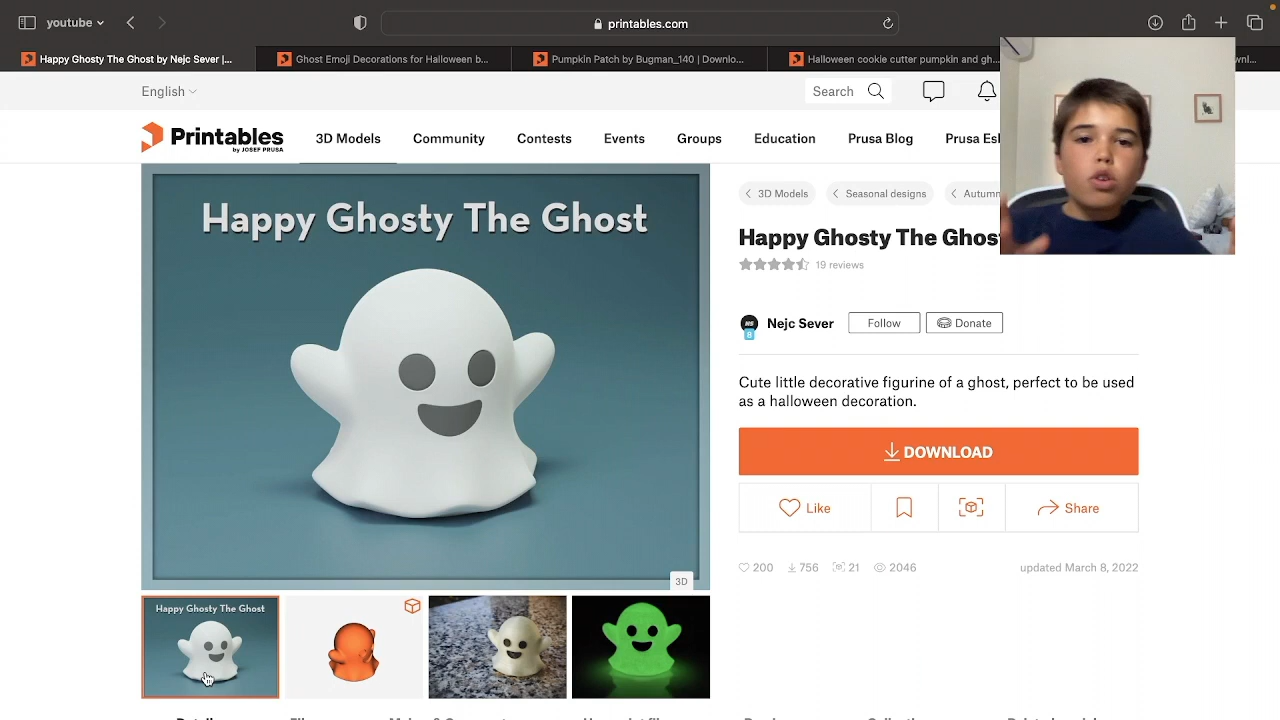 youtube
printables.com
Happy Ghosty The Ghost by Nejc Sever |...
Ghost Emoji Decorations for Halloween b...
Pumpkin Patch by Bugman_140 | Downlo...
Halloween cookie cutter pumpkin and gh...
English
Search
Printables
by JOSEF PRUSA
3D Models
Community
Contests
Events
Groups
Education
Prusa Blog
Happy Ghosty The Ghost
3D
3D Models
Seasonal designs
Autumn
Happy Ghosty The Ghos
19 reviews
Nejc Sever
8
Follow
Donate
Cute little decorative figurine of a ghost, perfect to be used
as a halloween decoration.
DOWNLOAD
Like
Share
200
756
21
2046
updated March 8, 2022
Happy Ghosty The Ghost